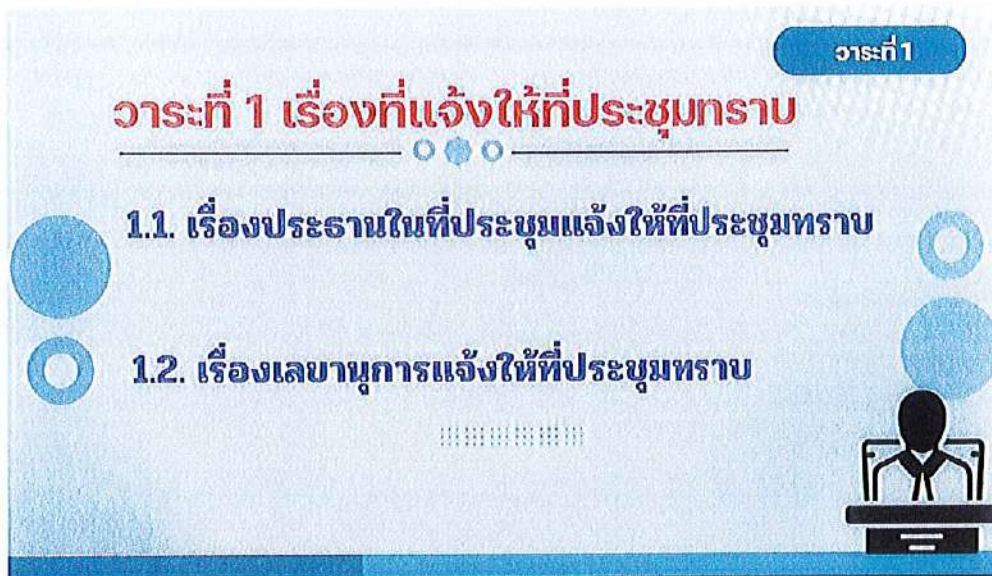 วาระที่ 1
วาระที่ 1 เรื่องที่แจ้งให้ที่ประชุมทราบ
1.1. เรื่องประธานในที่ประชุมแจ้งให้ที่ประชุมทราบ
1.2. เรื่องเลขานุการแจ้งให้ที่ประชุมทราบ